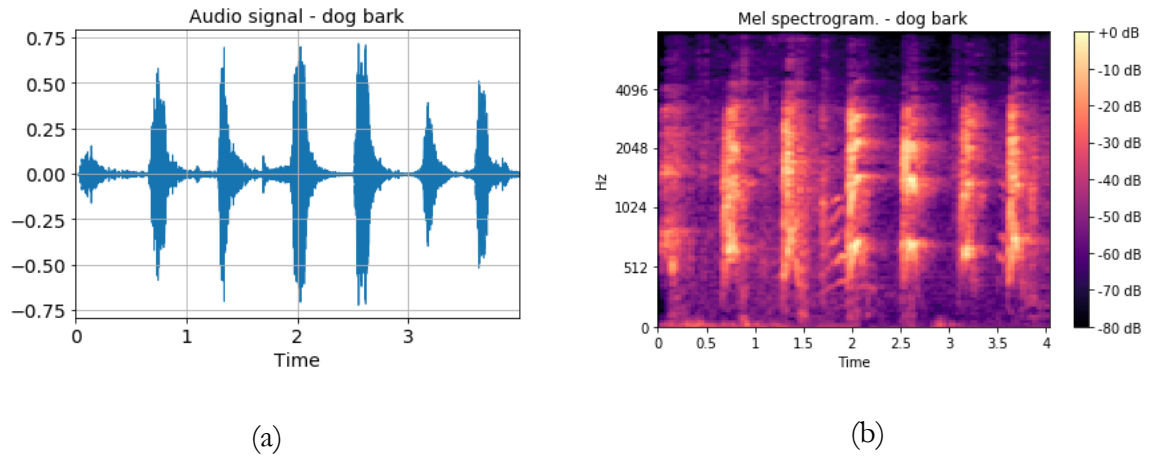 Audio signal - dog bark
0.75
0.50
0.25
0.00
−0.25
−0.50
−0.75
0 1 2 3
Time
(a)
Mel spectrogram. - dog bark
4096
2048
1024
512
0
Hz
0 0.5 1 1.5 2 2.5 3 3.5 4
Time
+0 dB
-10 dB
-20 dB
-30 dB
-40 dB
-50 dB
-60 dB
-70 dB
-80 dB
(b)